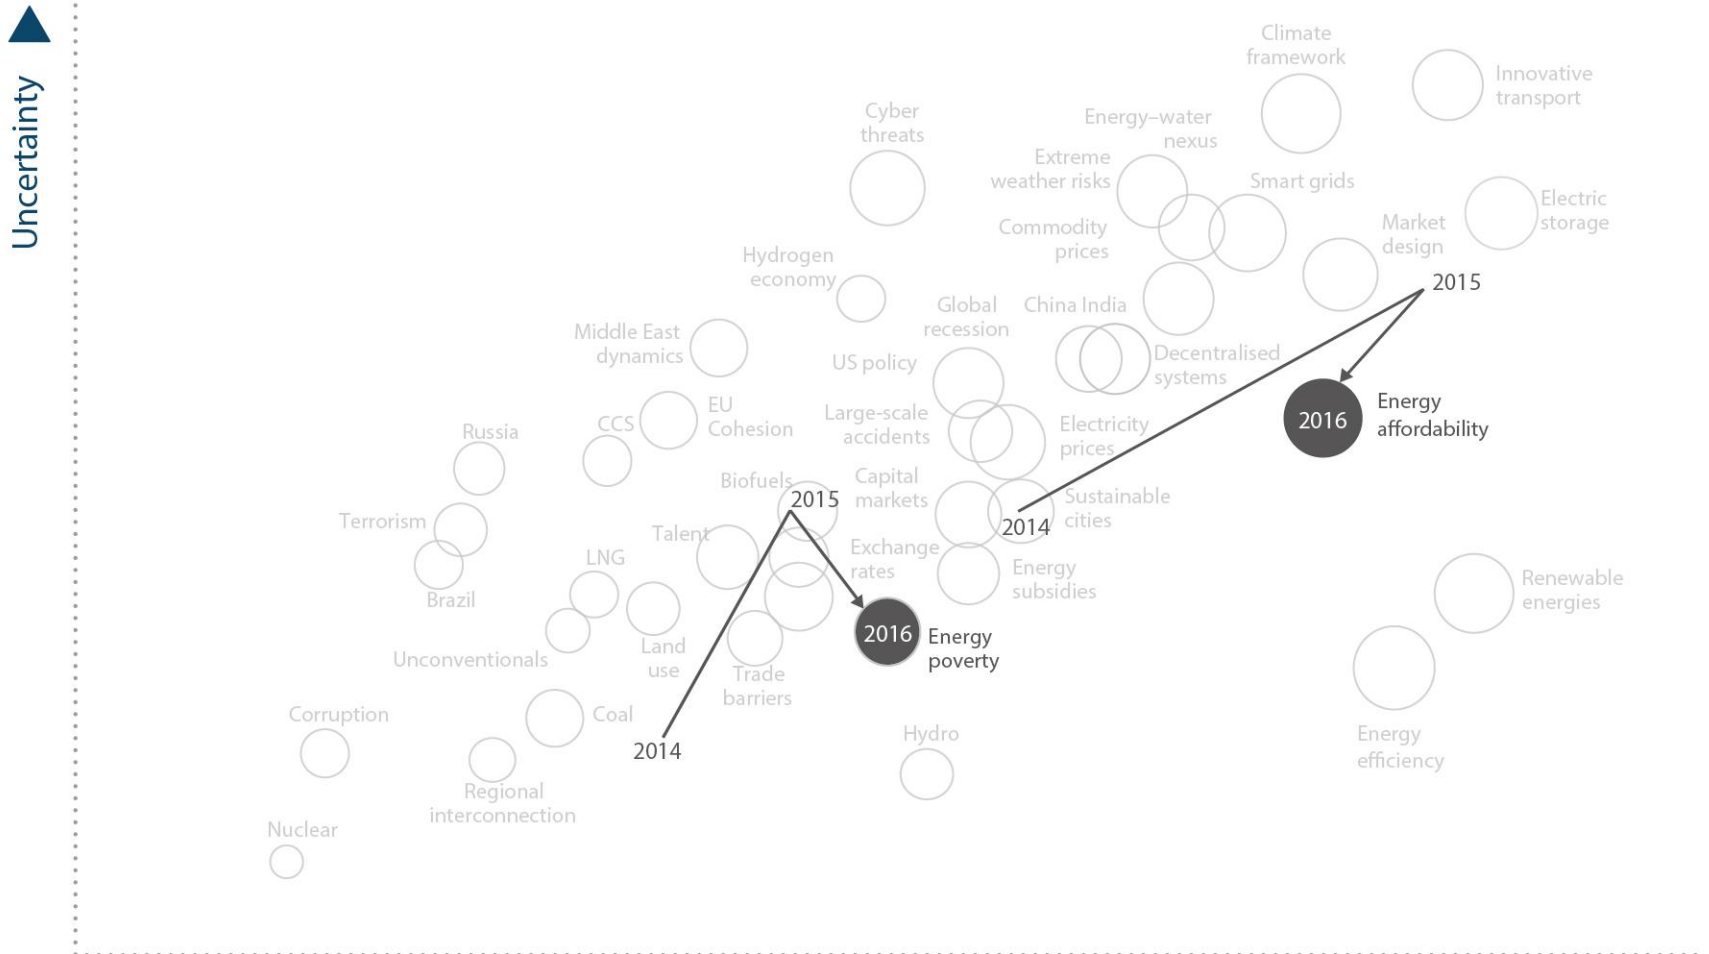 Uncertainty
Climate
framework
Innovative
transport
Cyber
threats
Energy–water
nexus
Extreme
weather risks
Smart grids
Electric
storage
Commodity
prices
Market
design
Hydrogen
economy
2015
Global
recession
China India
Middle East
dynamics
US policy
Decentralised
systems
EU
Cohesion
CCS
Large-scale
accidents
Electricity
prices
2016
Energy
affordability
Russia
Biofuels
2015
Capital
markets
Sustainable
cities
2014
Terrorism
Talent
Exchange
rates
LNG
Energy
subsidies
Renewable
energies
Brazil
2016
Energy
poverty
Unconventionals
Land
use
Trade
barriers
Corruption
Coal
2014
Hydro
Energy
efficiency
Regional
interconnection
Nuclear